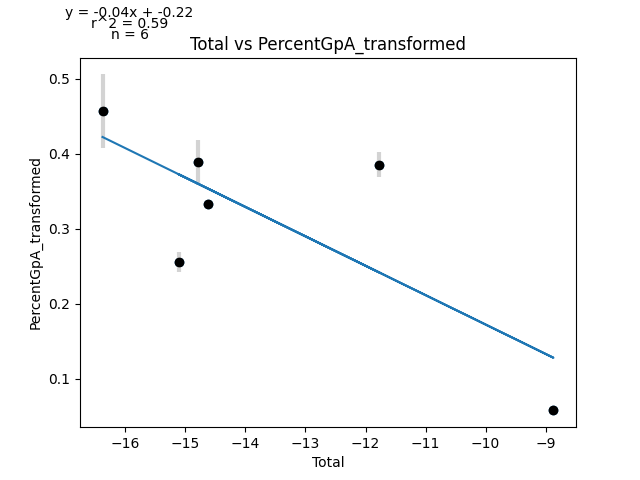 y = -0.04x + -0.22
r^2 = 0.59
n = 6
Total vs PercentGpA_transformed
PercentGpA_transformed
0.5
0.4
0.3
0.2
0.1
−16 −15 −14 −13 −12 −11 −10 −9
Total